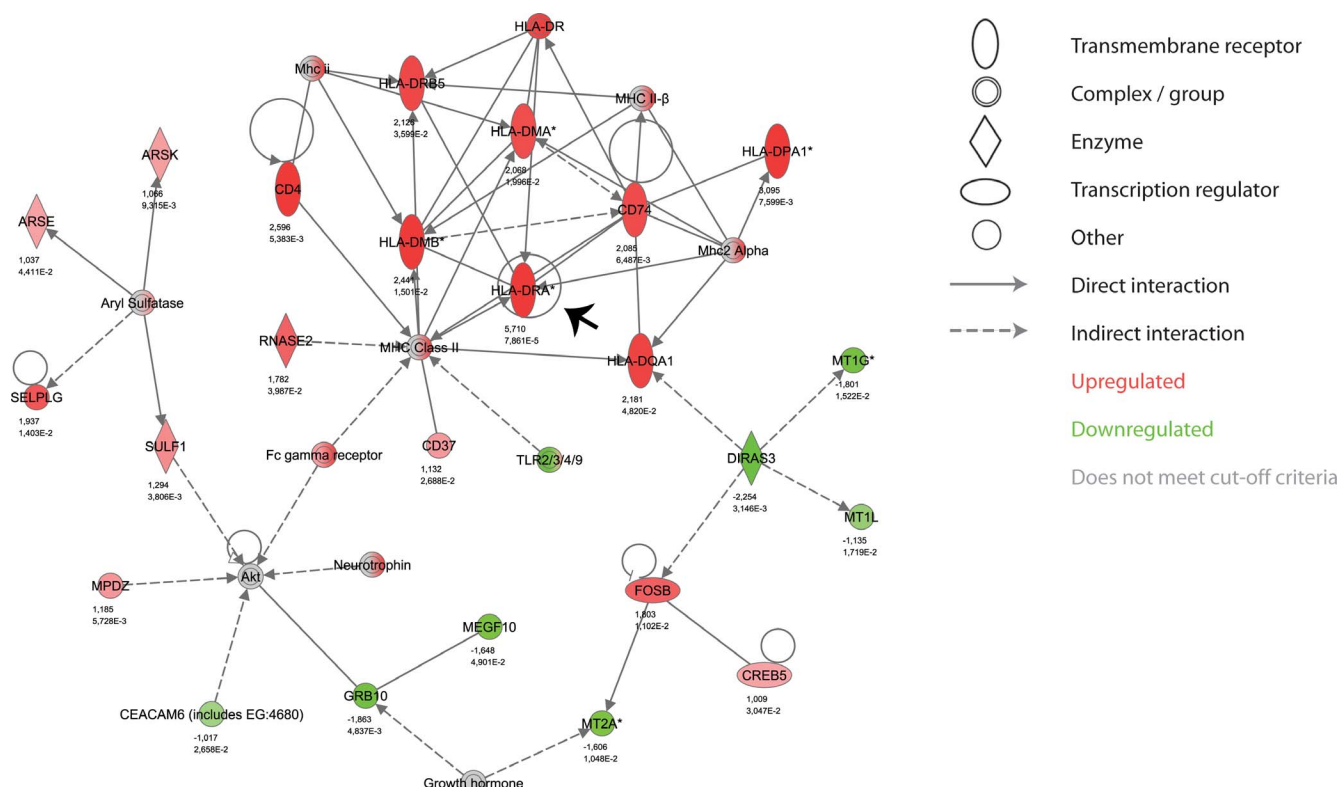 HLA-DR
Mhc ii
HLA-DRB5
2,128
3,599E-2
MHC II-β
HLA-DMA*
2,068
1,996E-2
HLA-DPA1*
3,095
7,599E-3
ARSK
1,066
9,315E-3
CD4
2,596
5,383E-3
CD74
2,085
6,487E-3
ARSE
1,037
4,411E-2
HLA-DMB*
1,501E-2
Mhc2 Alpha
HLA-DRA*
5,710
7,861E-5
Aryl Sulfatase
RNASE2
1,782
3,987E-2
MHC Class II
HLA-DQA1
2,181
4,820E-2
MT1G*
-1,801
1,522E-2
SELPLG
1,937
1,403E-2
SULF1
1,294
3,806E-3
Fc gamma receptor
CD37
1,132
2,688E-2
TLR2/3/4/9
DIRAS3
-2,254
3,146E-3
MT1L
-1,135
1,719E-2
Neurotrophin
Akt
MPDZ
1,185
5,728E-3
FOSB
1,803
1,102E-2
MEGF10
-1,648
4,901E-2
CREB5
1,009
3,047E-2
GRB10
-1,863
4,837E-3
CEACAM6 (includes EG:4680)
-1,017
2,658E-2
MT2A*
-1,606
1,048E-2
Growth hormone
Transmembrane receptor
Complex / group
Enzyme
Transcription regulator
Other
Direct interaction
Indirect interaction
Upregulated
Downregulated
Does not meet cut-off criteria